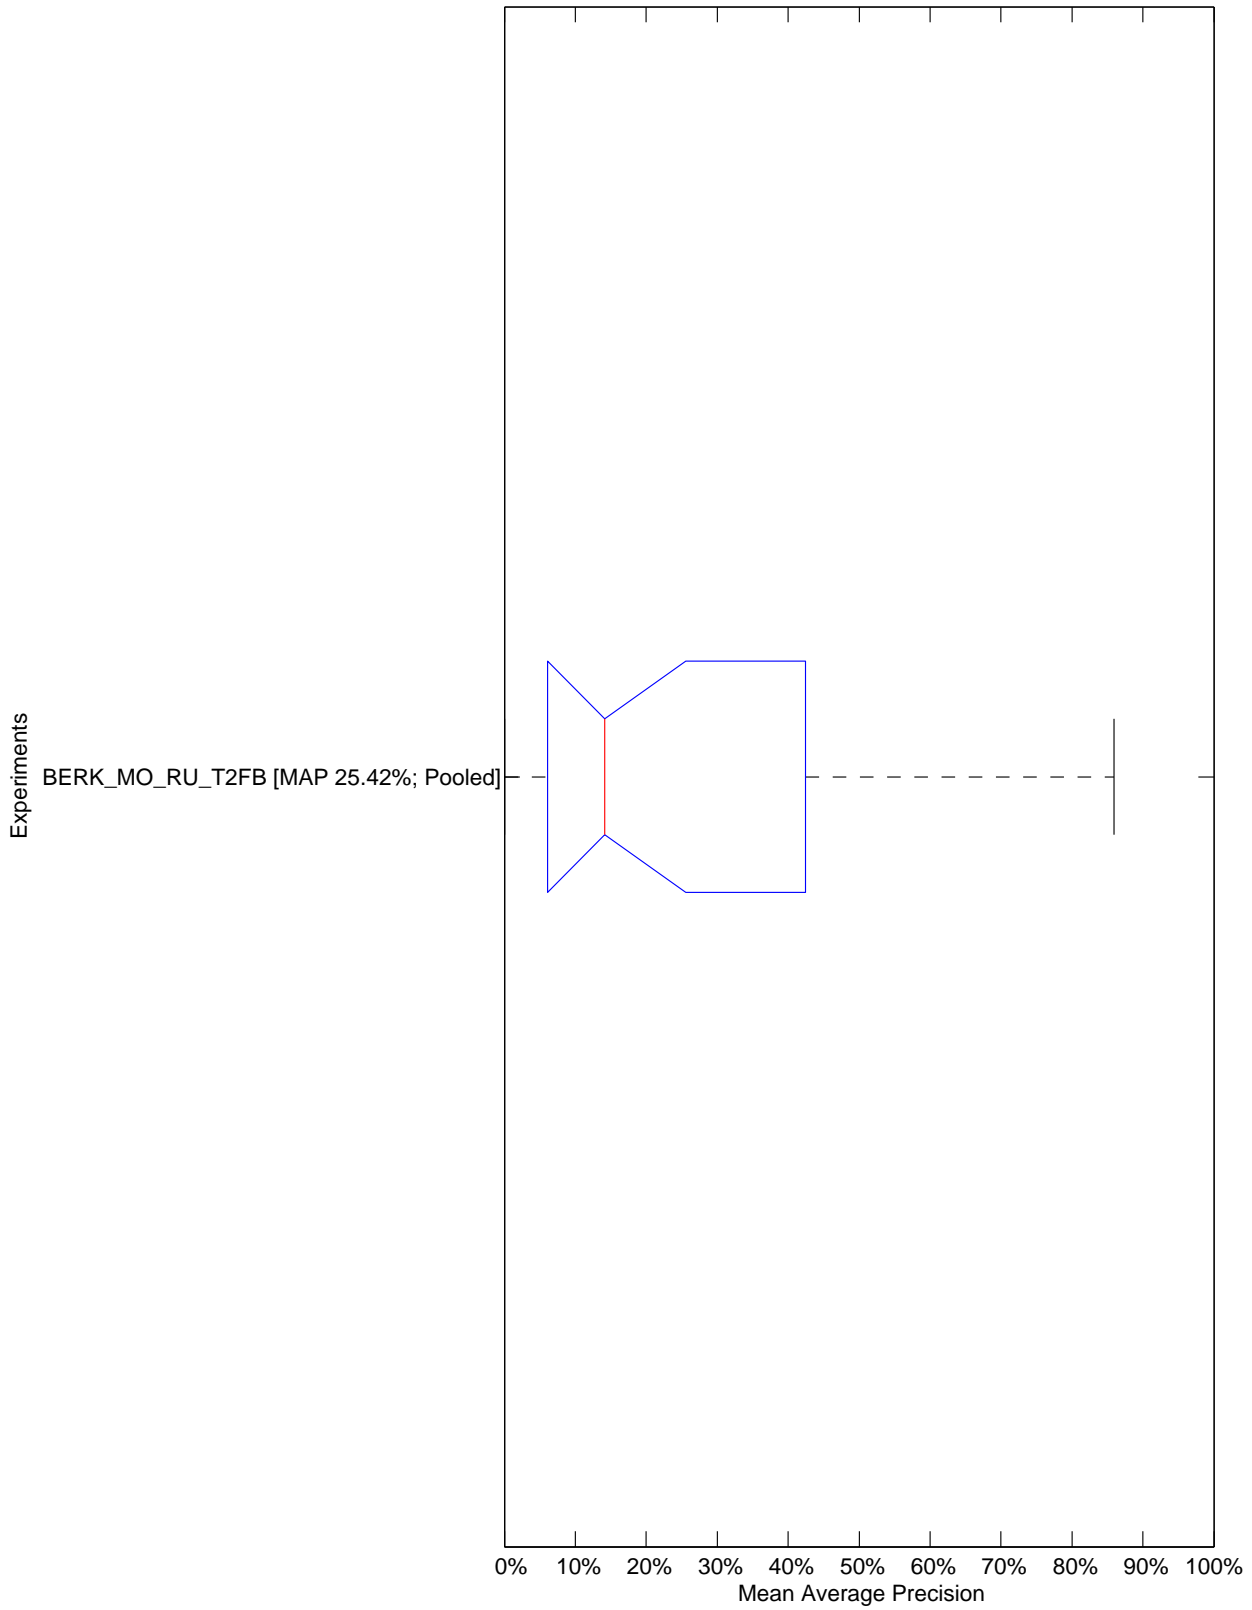 Experiments
BERK_MO_RU_T2FB [MAP 25.42%; Pooled]
0% 10% 20% 30% 40% 50% 60% 70% 80% 90% 100%
Mean Average Precision